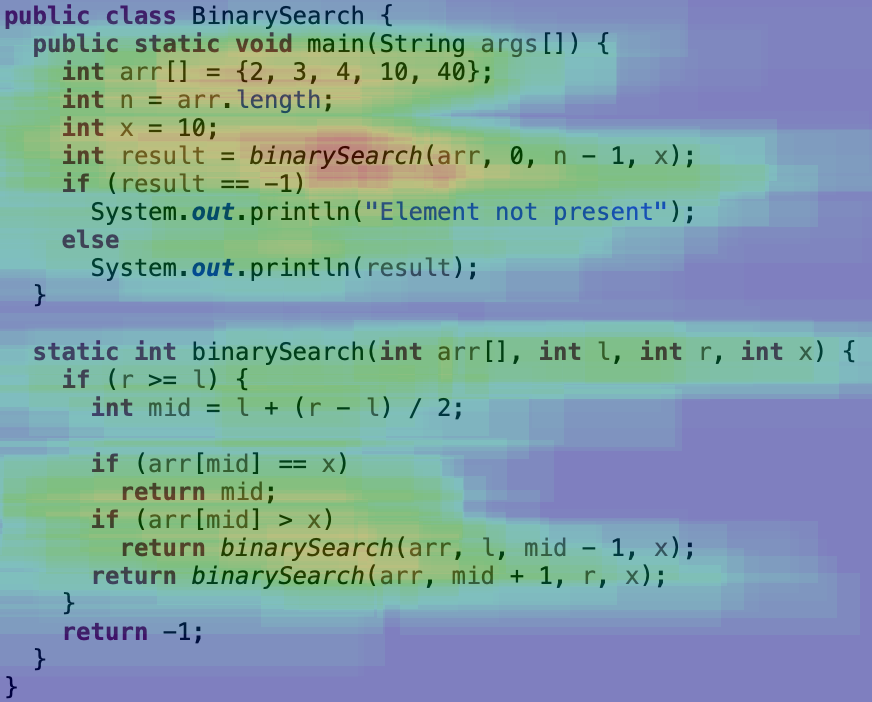 public class BinarySearch {
  public static void main(String args[]) {
    int arr[] = {2, 3, 4, 10, 40};
    int n = arr.length;
    int x = 10;
    int result = binarySearch(arr, 0, n - 1, x);
    if (result == -1)
      System.out.println("Element not present");
    else
      System.out.println(result);
  }

  static int binarySearch(int arr[], int l, int r, int x) {
    if (r >= l) {
      int mid = l + (r - l) / 2;

      if (arr[mid] == x)
        return mid;
      if (arr[mid] > x)
        return binarySearch(arr, l, mid - 1, x);
      return binarySearch(arr, mid + 1, r, x);
    }
    return -1;
  }
}